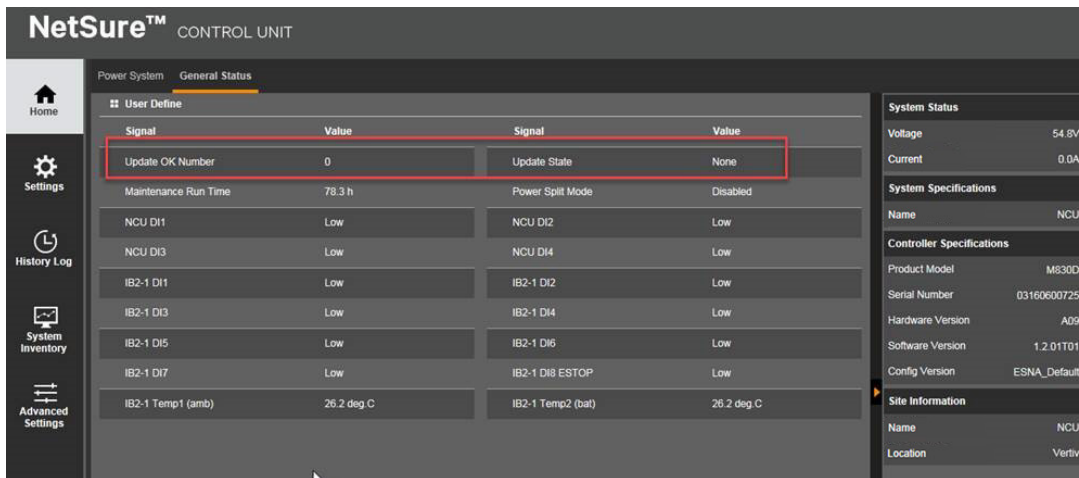 NetSure™ CONTROL UNIT
Home
Settings
History Log
System
Inventory
Advanced
Settings
Power System General Status
User Define
Signal Value Signal Value
Update OK Number 0 Update State None
Maintenance Run Time 78.3 h Power Split Mode Disabled
NCU DI1 Low NCU DI2 Low
NCU DI3 Low NCU DI4 Low
IB2-1 DI1 Low IB2-1 DI2 Low
IB2-1 DI3 Low IB2-1 DI4 Low
IB2-1 DI5 Low IB2-1 DI6 Low
IB2-1 DI7 Low IB2-1 DI8 ESTOP Low
IB2-1 Temp1 (amb) 26.2 deg.C IB2-1 Temp2 (bat) 26.2 deg.C
System Status
Voltage 54.8V
Current 0.0A
System Specifications
Name NCU
Controller Specifications
Product Model M830D
Serial Number 03160600725
Hardware Version A09
Software Version 1.2.01T01
Config Version ESNA_Default
Site Information
Name NCU
Location Vertiv